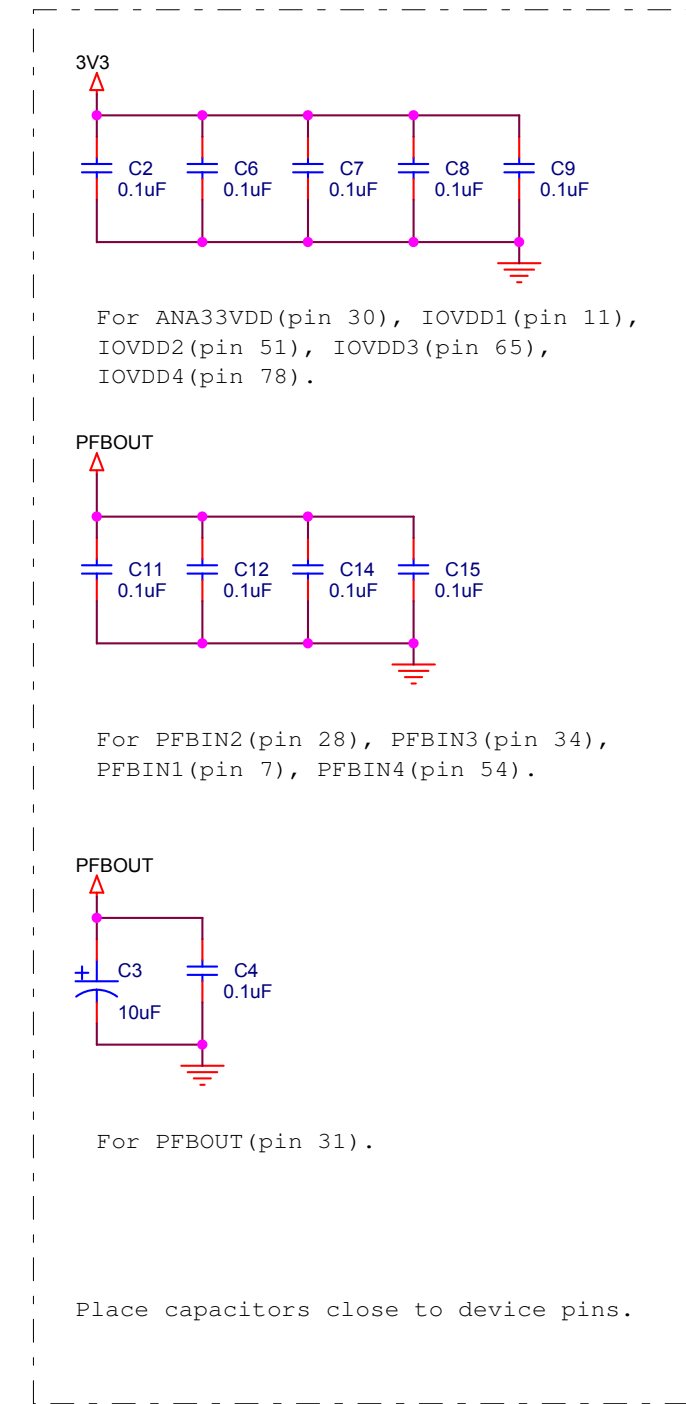 3V3
C2 C6 C7 C8 C9
0.1uF 0.1uF 0.1uF 0.1uF 0.1uF
For ANA33VDD(pin 30), IOVDD1(pin 11),
IOVDD2(pin 51), IOVDD3(pin 65),
IOVDD4(pin 78).
PFBOUT
C11 C12 C14 C15
0.1uF 0.1uF 0.1uF 0.1uF
For PFBIN2(pin 28), PFBIN3(pin 34),
PFBIN1(pin 7), PFBIN4(pin 54).
PFBOUT
+ C3 C4
0.1uF
10uF
For PFBOUT(pin 31).
Place capacitors close to device pins.